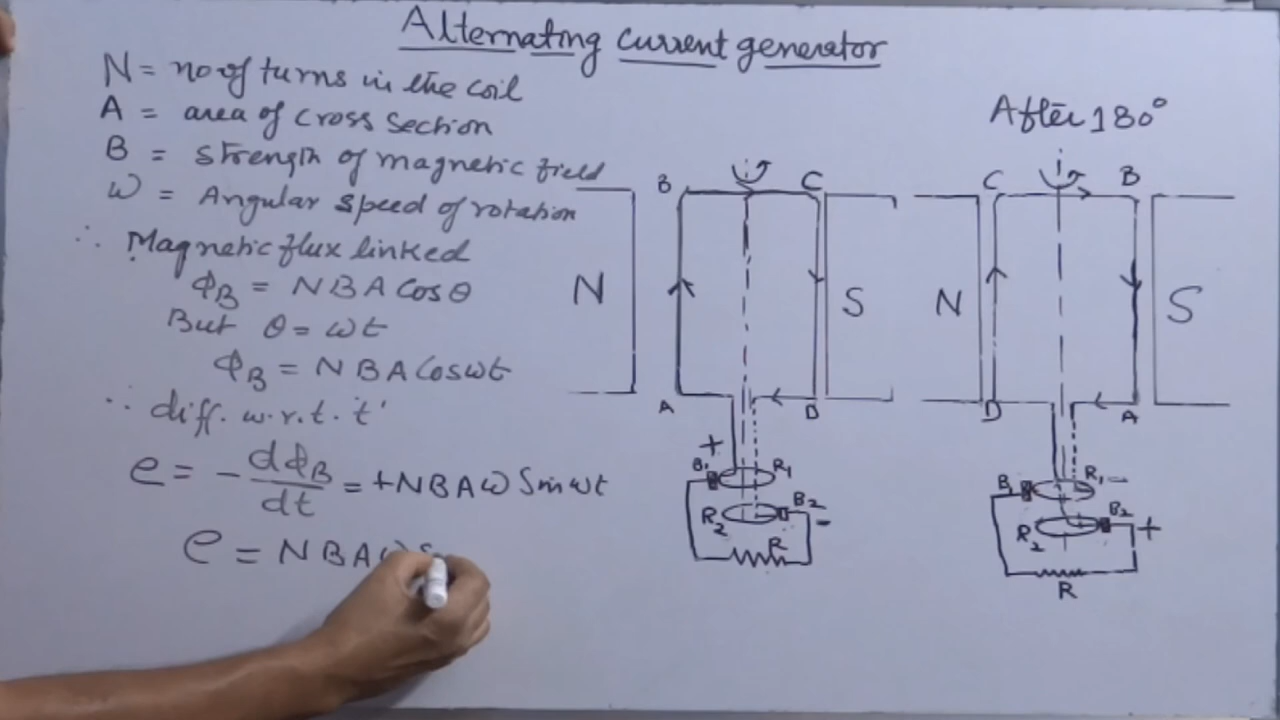 Alternating current generator
N = no of turns in the coil
A = area of cross section
B = strength of magnetic field
ω = Angular speed of rotation
∴ Magnetic flux linked
ϕB = NBA Cosθ
But θ = ωt
ϕB = NBA Cosωt
∴ diff. w.r.t. 't'
e = - dϕB/dt = +NBAω Sinωt
e = NBAω S
B C
N S
A D
+
B1 R1
R2 B2 -
R
After 180°
C B
N S
D A
B1 R1 -
R2 B2 +
R